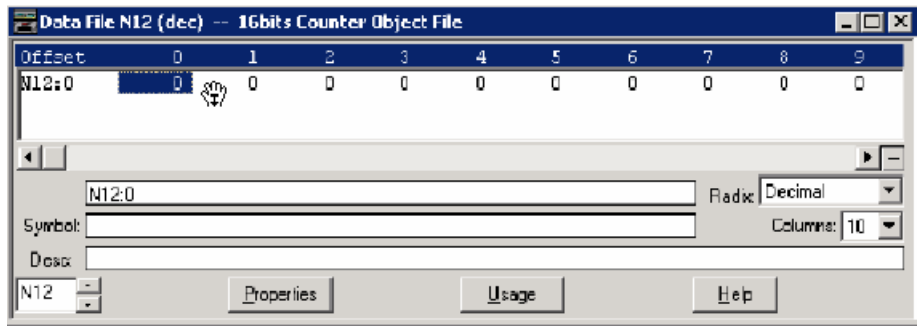 Data File N12 (dec) -- 16bits Counter Object File
Offset 0 1 2 3 4 5 6 7 8 9
N12:0 0 0 0 0 0 0 0 0 0 0
N12:0 Radix: Decimal
Symbol: Columns: 10
Desc:
N12 Properties Usage Help